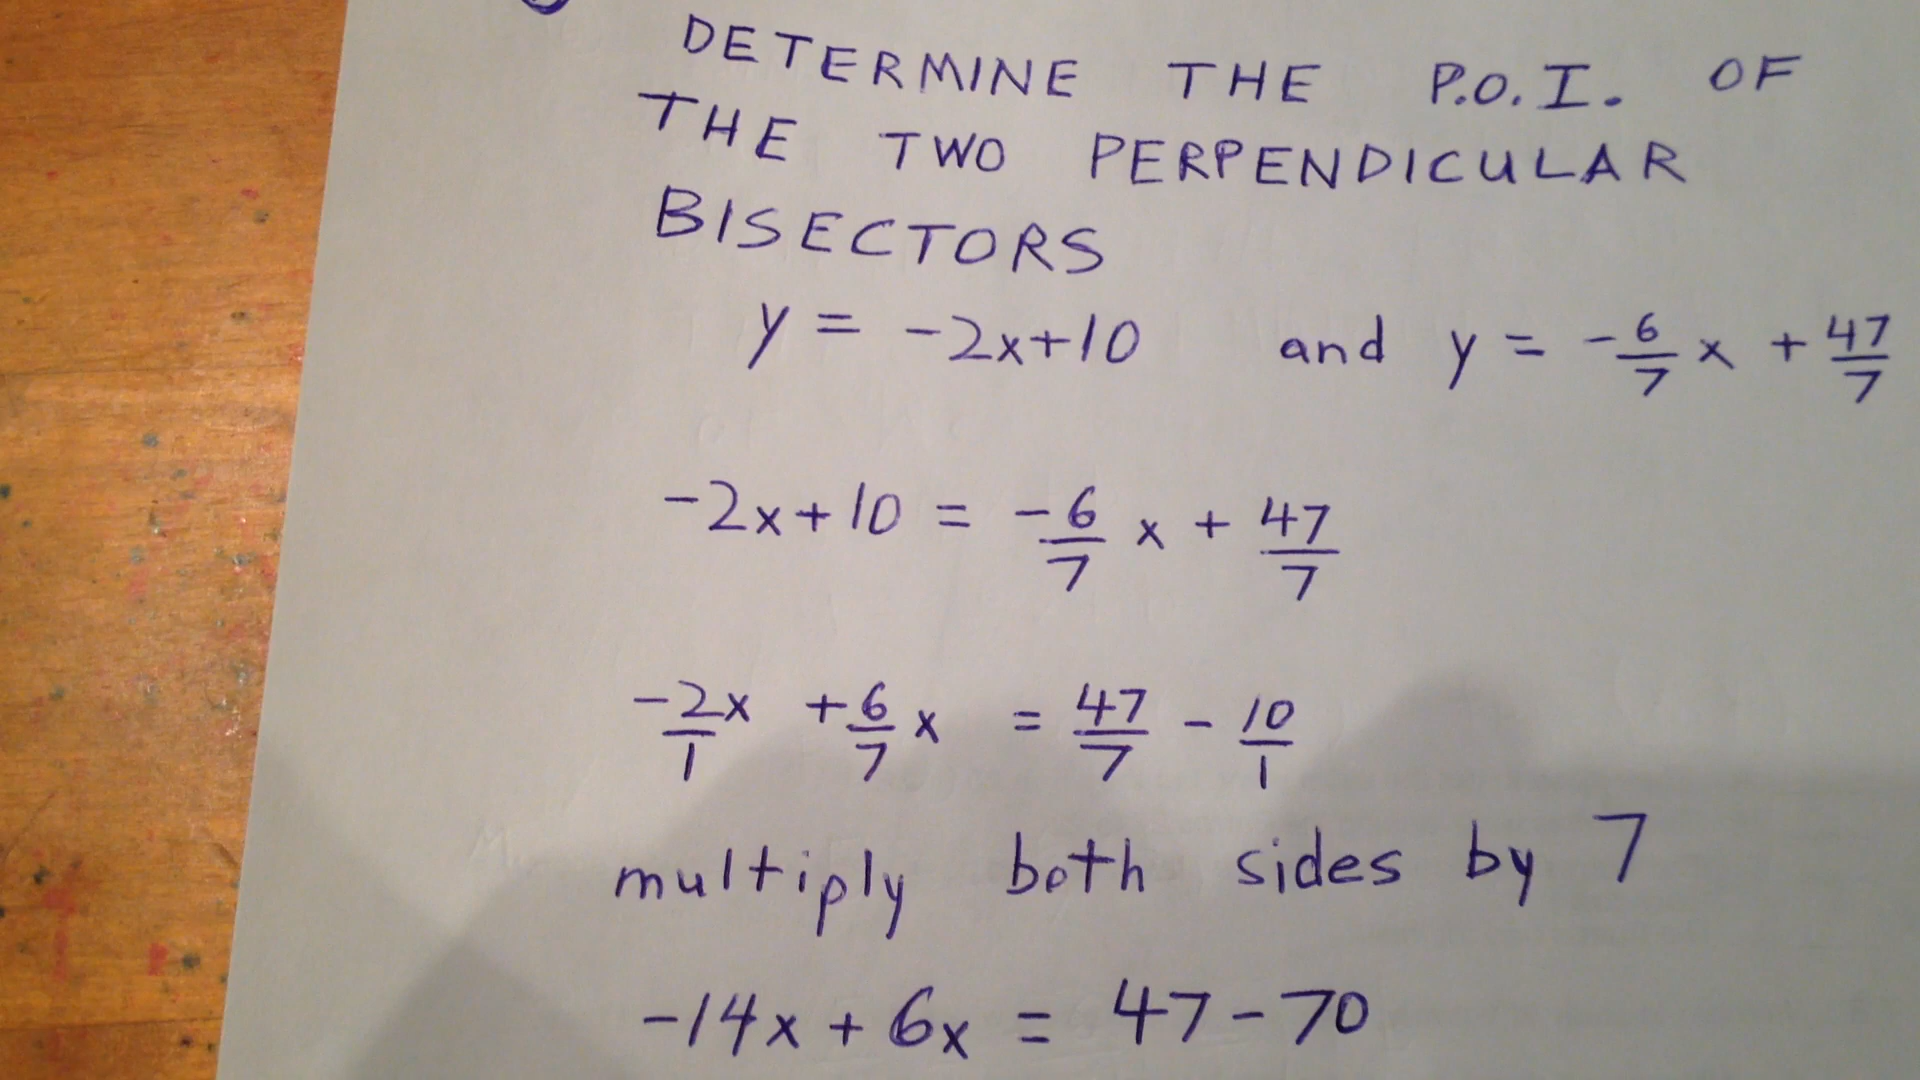 DETERMINE THE P.O.I. OF
THE TWO PERPENDICULAR
BISECTORS
y = -2x+10 and y = -6/7 x + 47/7
-2x+10 = -6/7 x + 47/7
-2x/1 + 6/7 x = 47/7 - 10/1
multiply both sides by 7
-14x + 6x = 47-70